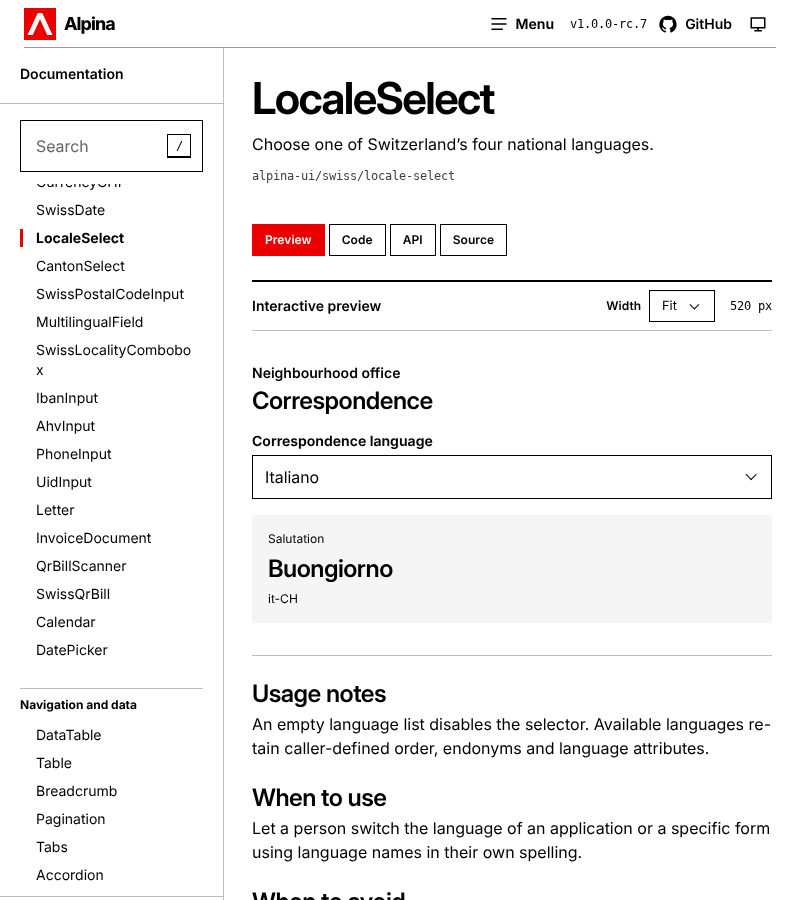 Alpina
Menu
v1.0.0-rc.7
GitHub
Documentation
Search
/
CurrencyCHF
SwissDate
LocaleSelect
CantonSelect
SwissPostalCodeInput
MultilingualField
SwissLocalityCombobo
x
IbanInput
AhvInput
PhoneInput
UidInput
Letter
InvoiceDocument
QrBillScanner
SwissQrBill
Calendar
DatePicker
Navigation and data
DataTable
Table
Breadcrumb
Pagination
Tabs
Accordion
LocaleSelect
Choose one of Switzerland’s four national languages.
alpina-ui/swiss/locale-select
Preview
Code
API
Source
Interactive preview
Width
Fit
520 px
Neighbourhood office
Correspondence
Correspondence language
Italiano
Salutation
Buongiorno
it-CH
Usage notes
An empty language list disables the selector. Available languages re-
tain caller-defined order, endonyms and language attributes.
When to use
Let a person switch the language of an application or a specific form
using language names in their own spelling.
When to avoid